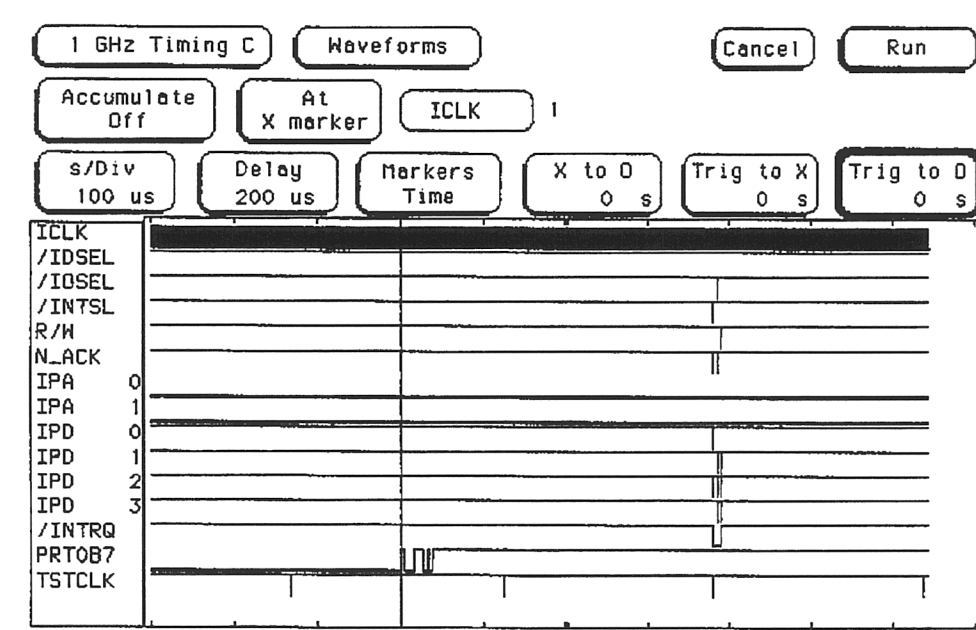 1 GHz Timing C Waveforms Cancel Run
Accumulate Off At X marker ICLK 1
s/Div 100 us Delay 200 us Markers Time X to O 0 s Trig to X 0 s Trig to O 0 s
ICLK
/IDSEL
/IOSEL
/INTSL
R/W
N_ACK
IPA 0
IPA 1
IPD 0
IPD 1
IPD 2
IPD 3
/INTRQ
PRTOB7
TSTCLK